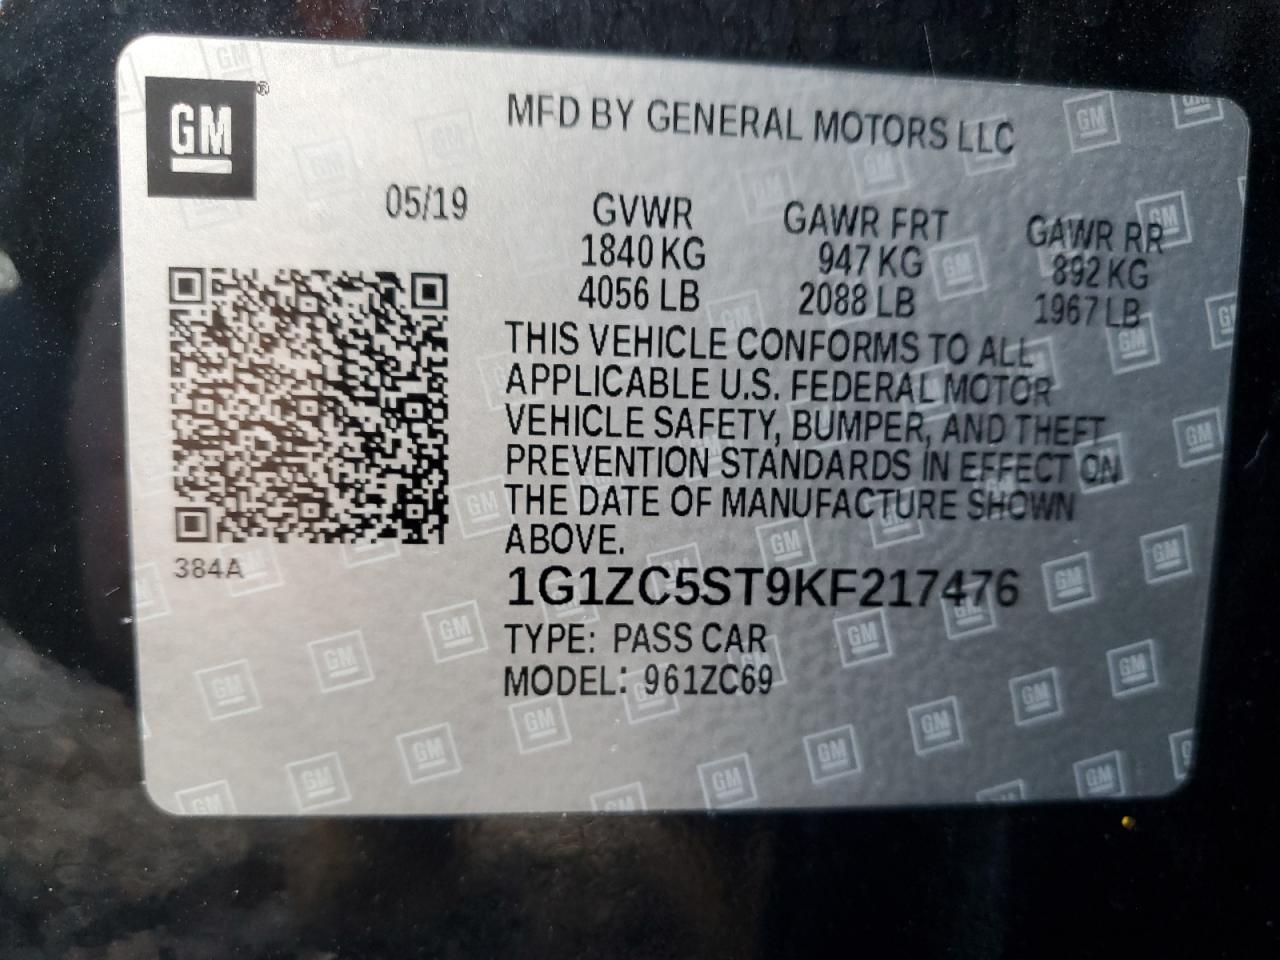 GM®
MFD BY GENERAL MOTORS LLC
05/19
GVWR GAWR FRT GAWR RR
1840 KG 947 KG 892 KG
4056 LB 2088 LB 1967 LB
THIS VEHICLE CONFORMS TO ALL
APPLICABLE U.S. FEDERAL MOTOR
VEHICLE SAFETY, BUMPER, AND THEFT
PREVENTION STANDARDS IN EFFECT ON
THE DATE OF MANUFACTURE SHOWN
ABOVE.
384A
1G1ZC5ST9KF217476
TYPE: PASS CAR
MODEL: 961ZC69